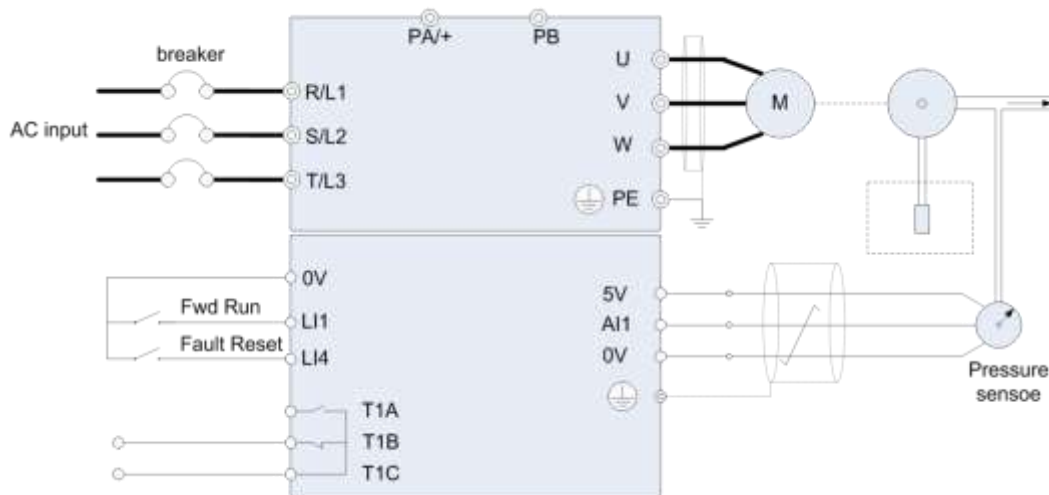 PA/+
PB
breaker
U
R/L1
V
M
AC input
S/L2
W
T/L3
PE
0V
5V
Fwd Run
LI1
AI1
Fault Reset
LI4
0V
Pressure
sensoe
T1A
T1B
T1C